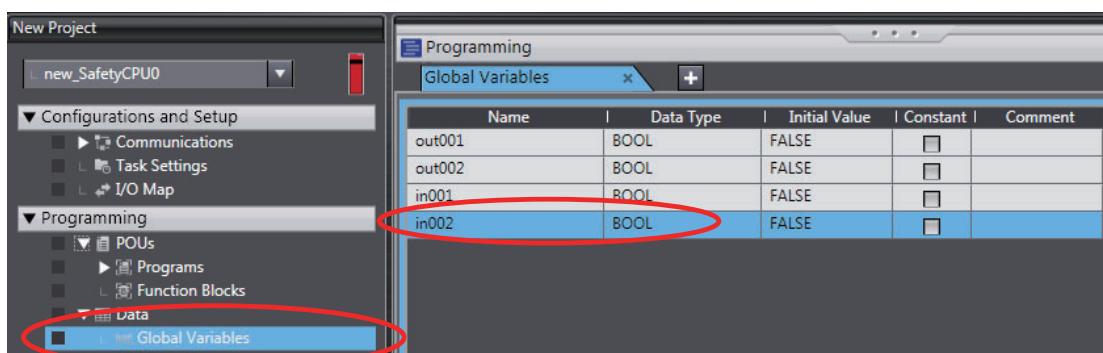 New Project
new_SafetyCPU0
Configurations and Setup
Communications
Task Settings
I/O Map
Programming
POUs
Programs
Function Blocks
Data
Global Variables
Programming
Global Variables × +
Name Data Type Initial Value Constant Comment
out001 BOOL FALSE
out002 BOOL FALSE
in001 BOOL FALSE
in002 BOOL FALSE